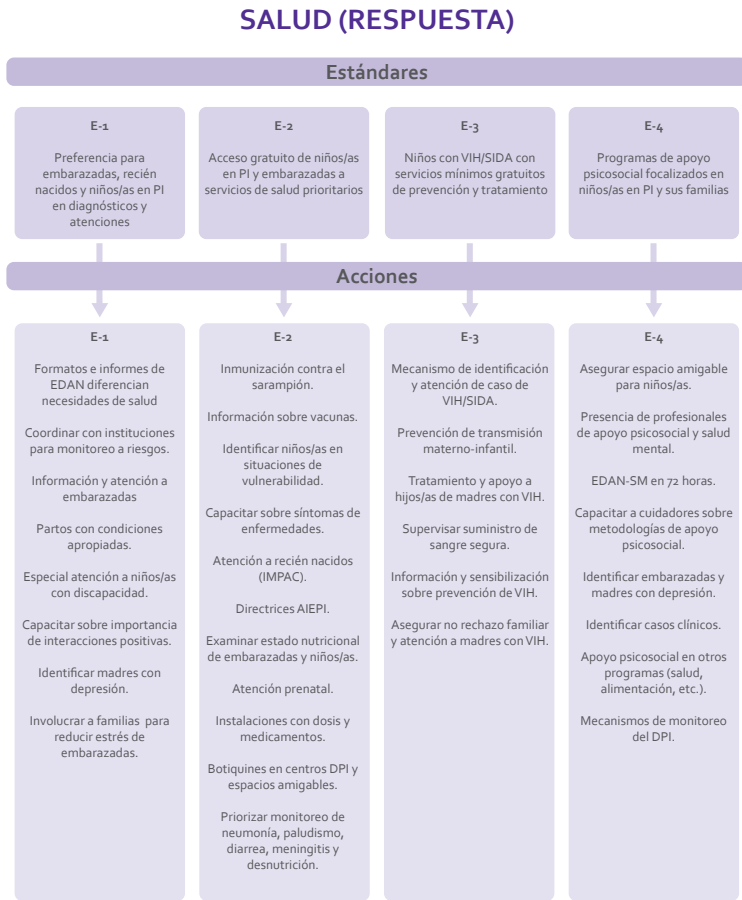 SALUD (RESPUESTA)
Estándares
E-1
Preferencia para
embarazadas, recién
nacidos y niños/as en PI
en diagnósticos y
atenciones
E-2
Acceso gratuito de niños/as
en PI y embarazadas a
servicios de salud prioritarios
E-3
Niños con VIH/SIDA con
servicios mínimos gratuitos
de prevención y tratamiento
E-4
Programas de apoyo
psicosocial focalizados en
niños/as en PI y sus familias
Acciones
E-1
Formatos e informes de
EDAN diferencian
necesidades de salud
Coordinar con instituciones
para monitoreo a riesgos.
Información y atención a
embarazadas
Partos con condiciones
apropiadas.
Especial atención a niños/as
con discapacidad.
Capacitar sobre importancia
de interacciones positivas.
Identificar madres con
depresión.
Involucrar a familias para
reducir estrés de
embarazadas.
E-2
Inmunización contra el
sarampión.
Información sobre vacunas.
Identificar niños/as en
situaciones de
vulnerabilidad.
Capacitar sobre síntomas de
enfermedades.
Atención a recién nacidos
(IMPAC).
Directrices AIEPI.
Examinar estado nutricional
de embarazadas y niños/as.
Atención prenatal.
Instalaciones con dosis y
medicamentos.
Botiquines en centros DPI y
espacios amigables.
Priorizar monitoreo de
neumonía, paludismo,
diarrea, meningitis y
desnutrición.
E-3
Mecanismo de identificación
y atención de caso de
VIH/SIDA.
Prevención de transmisión
materno-infantil.
Tratamiento y apoyo a
hijos/as de madres con VIH.
Supervisar suministro de
sangre segura.
Información y sensibilización
sobre prevención de VIH.
Asegurar no rechazo familiar
y atención a madres con VIH.
E-4
Asegurar espacio amigable
para niños/as.
Presencia de profesionales
de apoyo psicosocial y salud
mental.
EDAN-SM en 72 horas.
Capacitar a cuidadores sobre
metodologías de apoyo
psicosocial.
Identificar embarazadas y
madres con depresión.
Identificar casos clínicos.
Apoyo psicosocial en otros
programas (salud,
alimentación, etc.).
Mecanismos de monitoreo
del DPI.